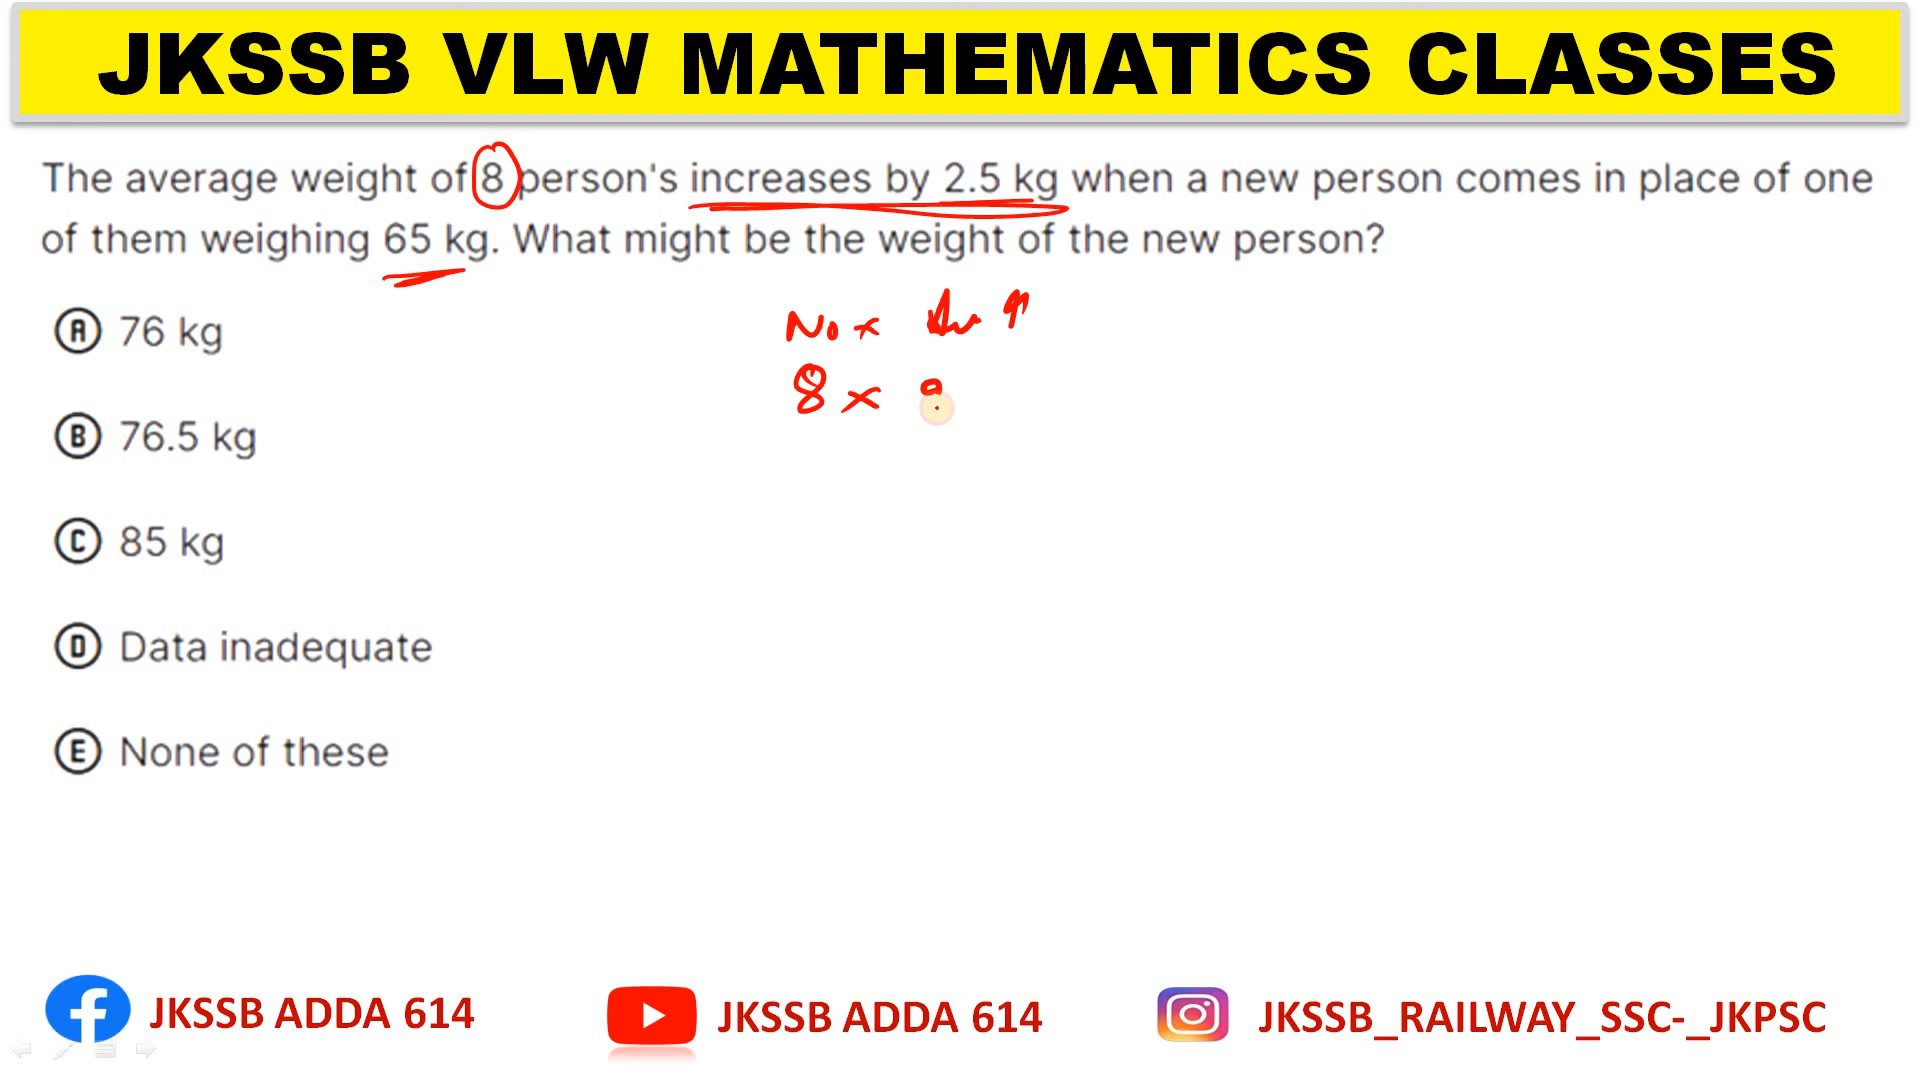 JKSSB VLW MATHEMATICS CLASSES
The average weight of 8 person's increases by 2.5 kg when a new person comes in place of one
of them weighing 65 kg. What might be the weight of the new person?
No ×
8 ×
A 76 kg
B 76.5 kg
C 85 kg
D Data inadequate
E None of these
JKSSB ADDA 614
JKSSB ADDA 614
JKSSB_RAILWAY_SSC-_JKPSC